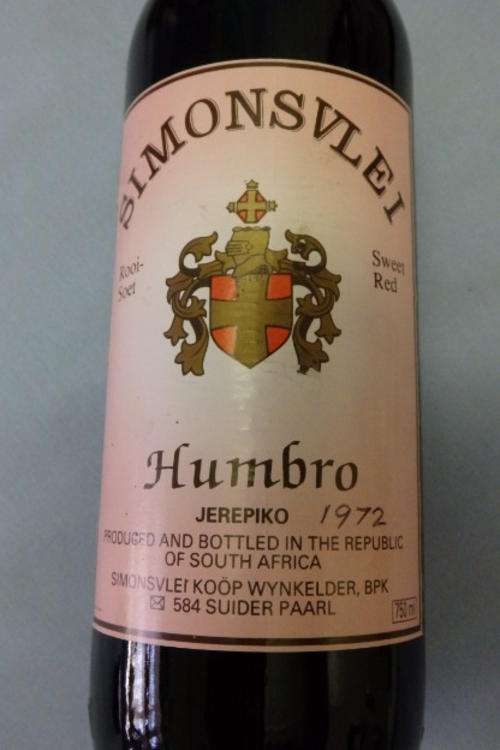 SIMONSVLEI
Rooi-
Soet
Sweet
Red
Humbro
JEREPIKO 1972
PRODUCED AND BOTTLED IN THE REPUBLIC
OF SOUTH AFRICA
SIMONSVLEI KOÖP WYNKELDER, BPK
584 SUIDER PAARL
750 ml